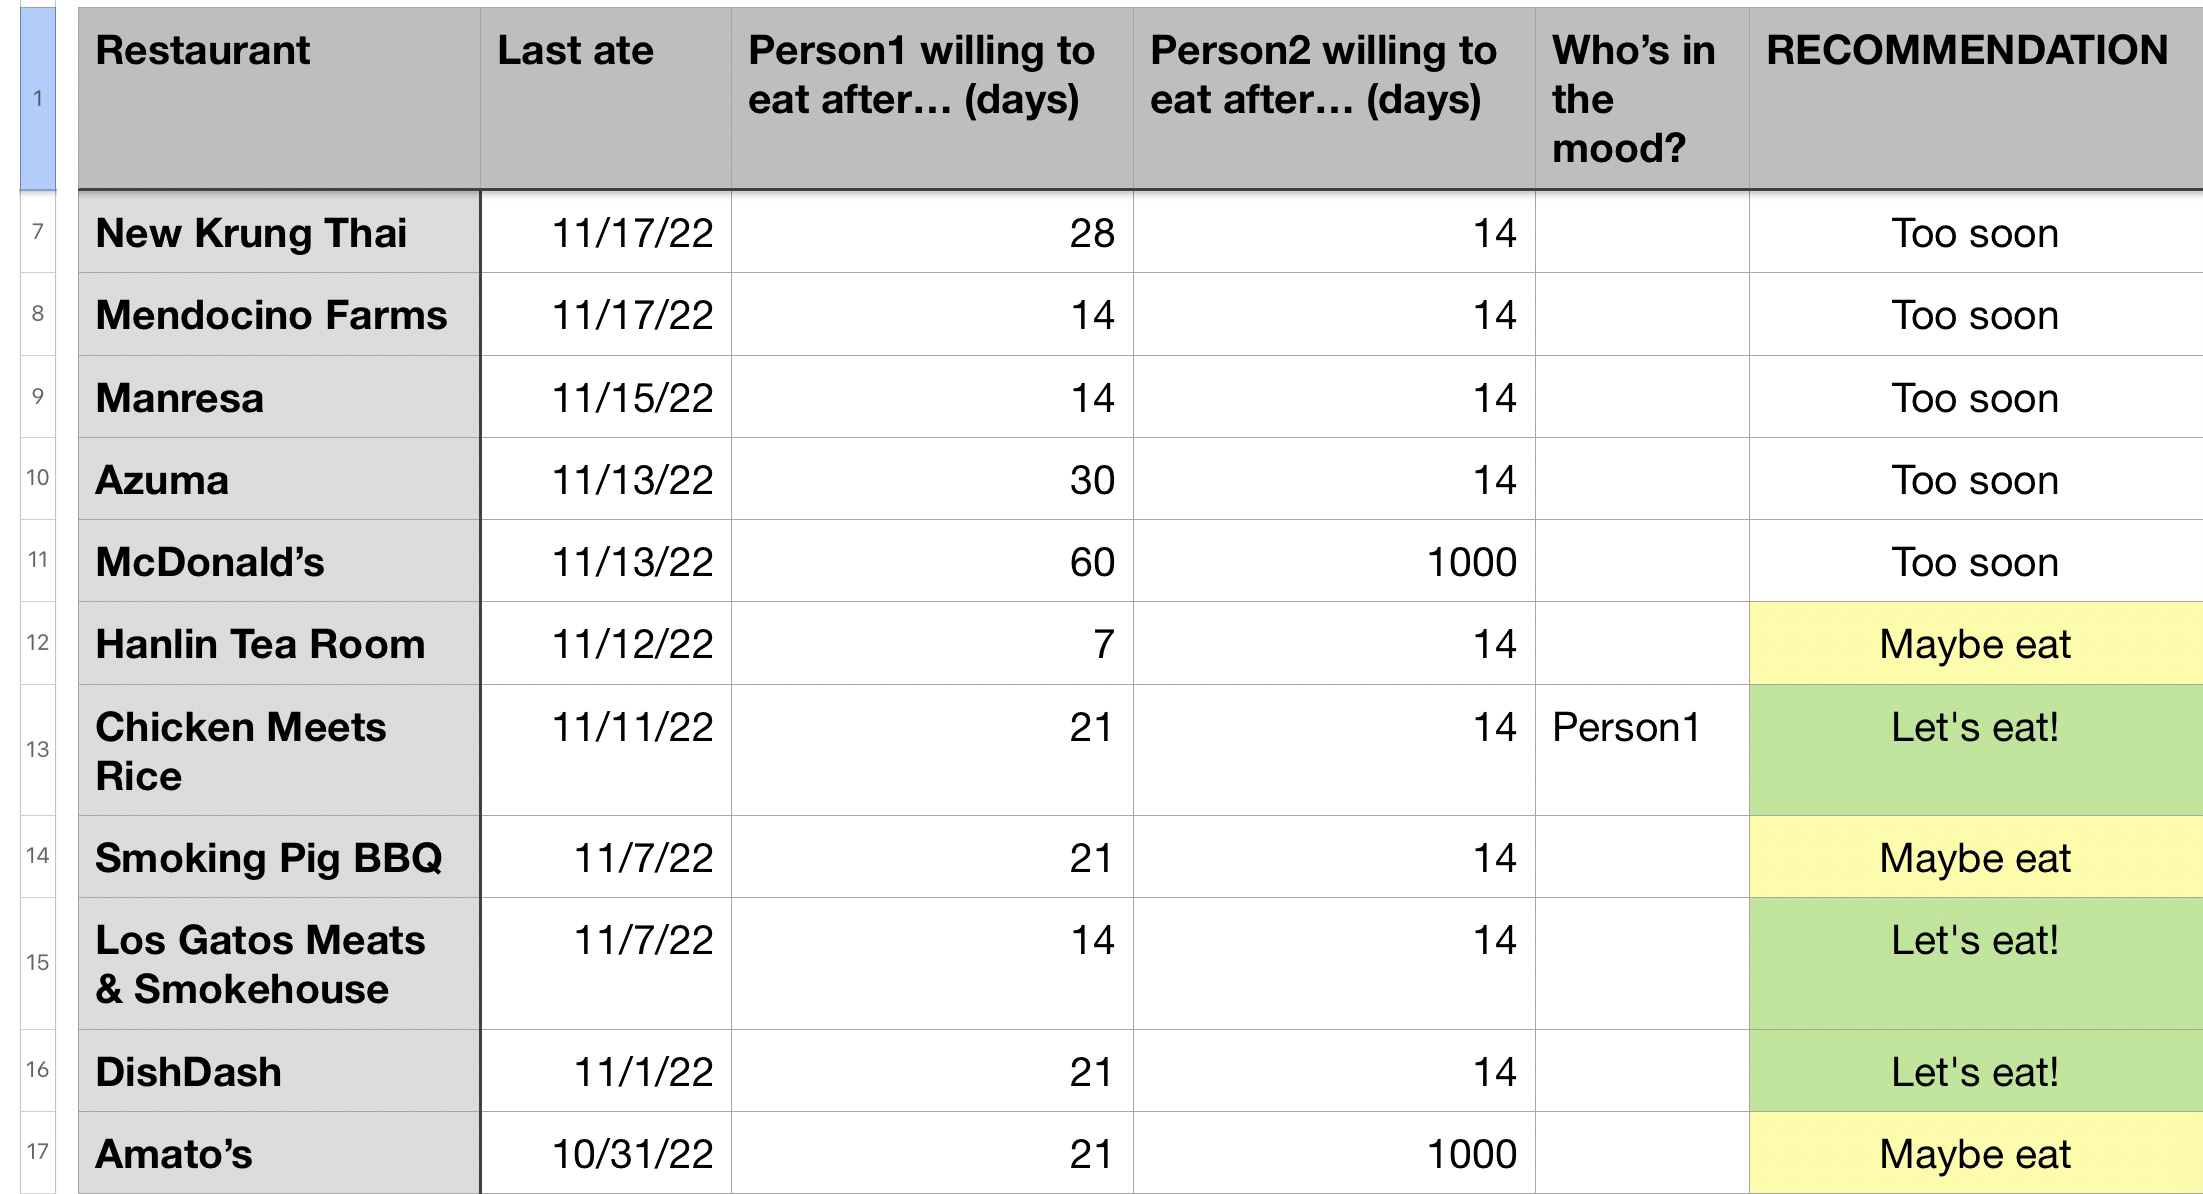 1 Restaurant Last ate Person1 willing to eat after… (days) Person2 willing to eat after… (days) Who’s in the mood? RECOMMENDATION
7 New Krung Thai 11/17/22 28 14 Too soon
8 Mendocino Farms 11/17/22 14 14 Too soon
9 Manresa 11/15/22 14 14 Too soon
10 Azuma 11/13/22 30 14 Too soon
11 McDonald’s 11/13/22 60 1000 Too soon
12 Hanlin Tea Room 11/12/22 7 14 Maybe eat
13 Chicken Meets Rice 11/11/22 21 14 Person1 Let's eat!
14 Smoking Pig BBQ 11/7/22 21 14 Maybe eat
15 Los Gatos Meats & Smokehouse 11/7/22 14 14 Let's eat!
16 DishDash 11/1/22 21 14 Let's eat!
17 Amato’s 10/31/22 21 1000 Maybe eat